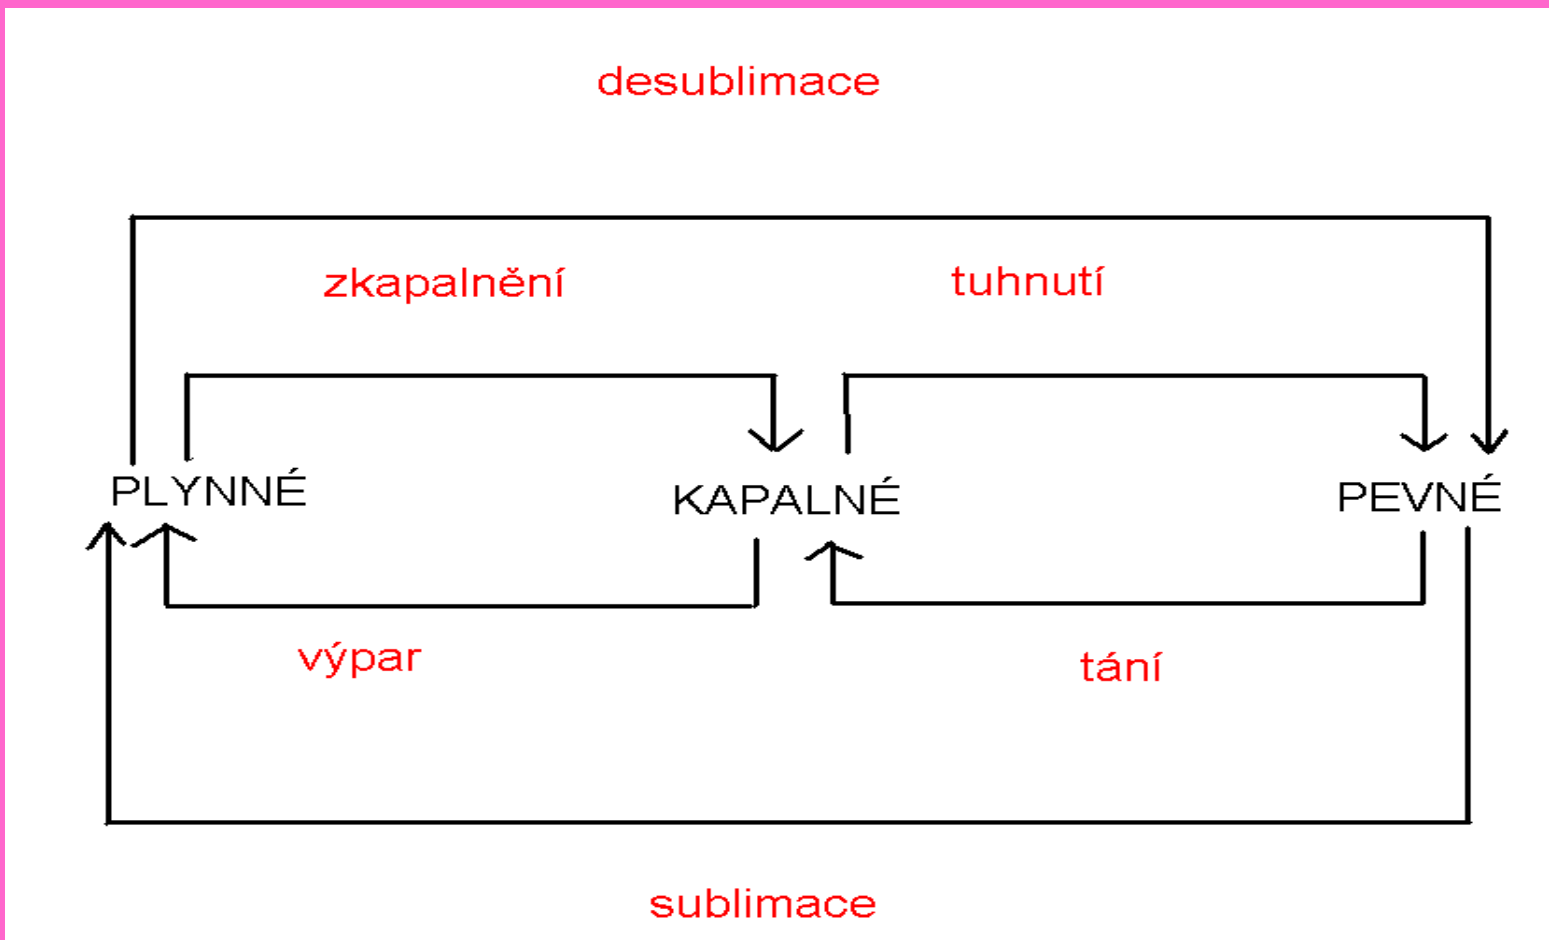 desublimace
zkapalnění
tuhnutí
PLYNNÉ
KAPALNÉ
PEVNÉ
výpar
tání
sublimace